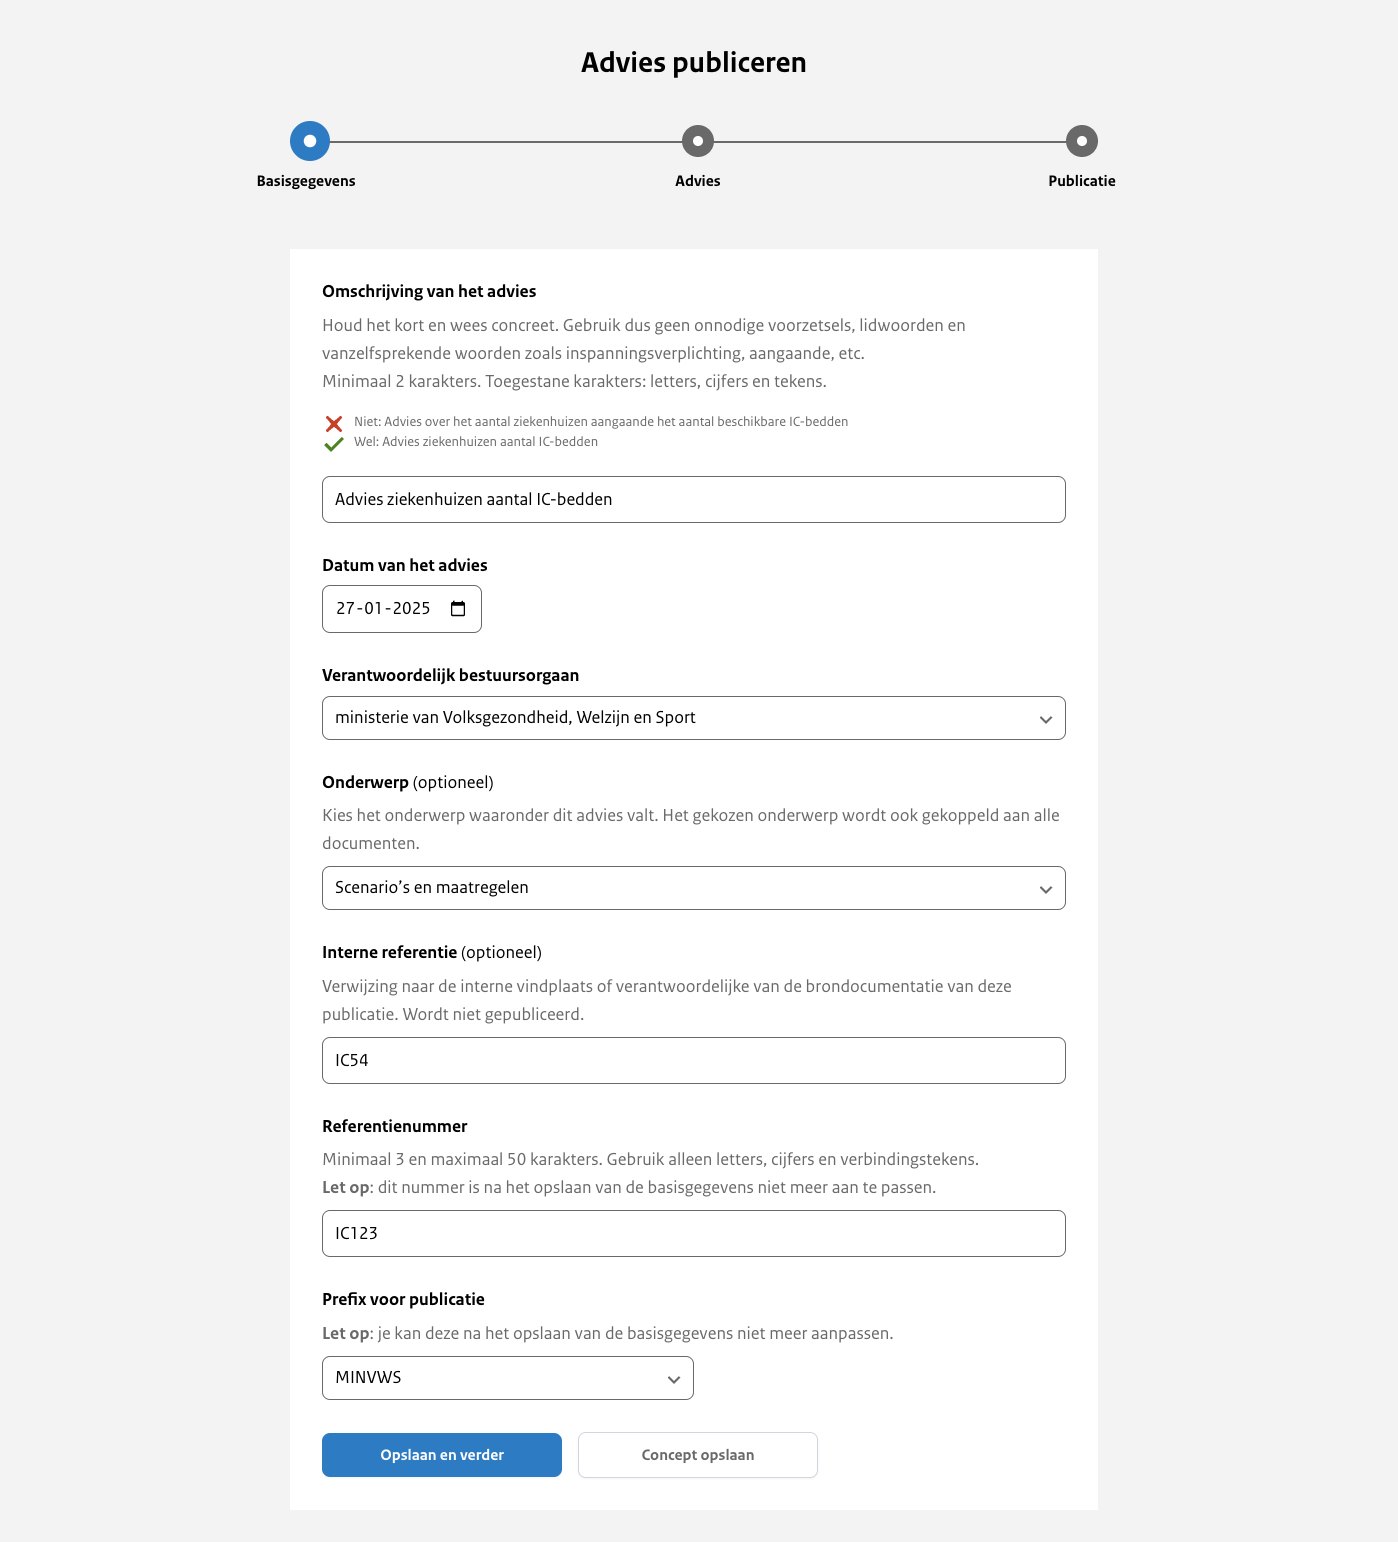 Advies publiceren
Basisgegevens
Advies
Publicatie
Omschrijving van het advies
Houd het kort en wees concreet. Gebruik dus geen onnodige voorzetsels, lidwoorden en
vanzelfsprekende woorden zoals inspanningsverplichting, aangaande, etc.
Minimaal 2 karakters. Toegestane karakters: letters, cijfers en tekens.
Niet: Advies over het aantal ziekenhuizen aangaande het aantal beschikbare IC-bedden
Wel: Advies ziekenhuizen aantal IC-bedden
Advies ziekenhuizen aantal IC-bedden
Datum van het advies
27-01-2025
Verantwoordelijk bestuursorgaan
ministerie van Volksgezondheid, Welzijn en Sport
Onderwerp (optioneel)
Kies het onderwerp waaronder dit advies valt. Het gekozen onderwerp wordt ook gekoppeld aan alle
documenten.
Scenario’s en maatregelen
Interne referentie (optioneel)
Verwijzing naar de interne vindplaats of verantwoordelijke van de brondocumentatie van deze
publicatie. Wordt niet gepubliceerd.
IC54
Referentienummer
Minimaal 3 en maximaal 50 karakters. Gebruik alleen letters, cijfers en verbindingstekens.
Let op: dit nummer is na het opslaan van de basisgegevens niet meer aan te passen.
IC123
Prefix voor publicatie
Let op: je kan deze na het opslaan van de basisgegevens niet meer aanpassen.
MINVWS
Opslaan en verder
Concept opslaan